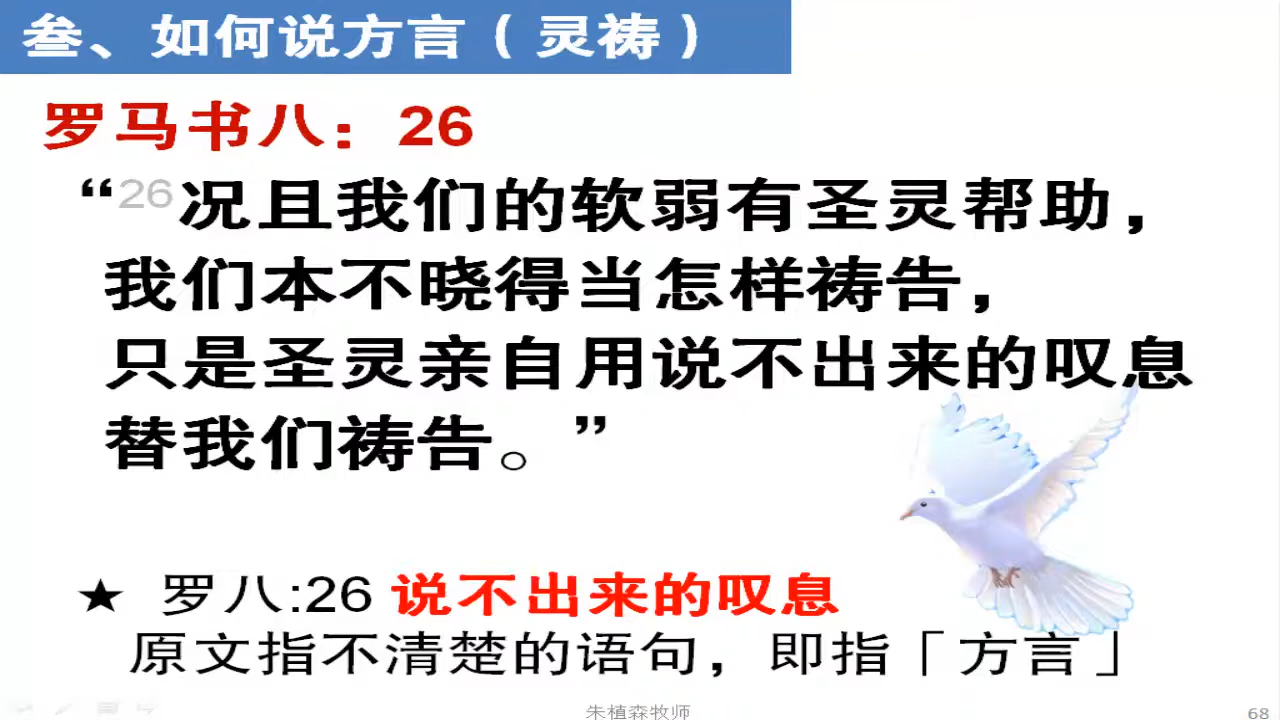 叁、如何说方言（灵祷）
罗马书八：26
“26况且我们的软弱有圣灵帮助，
我们本不晓得当怎样祷告，
只是圣灵亲自用说不出来的叹息
替我们祷告。”
★ 罗八:26 说不出来的叹息
原文指不清楚的语句，即指「方言」
朱植森牧师
68